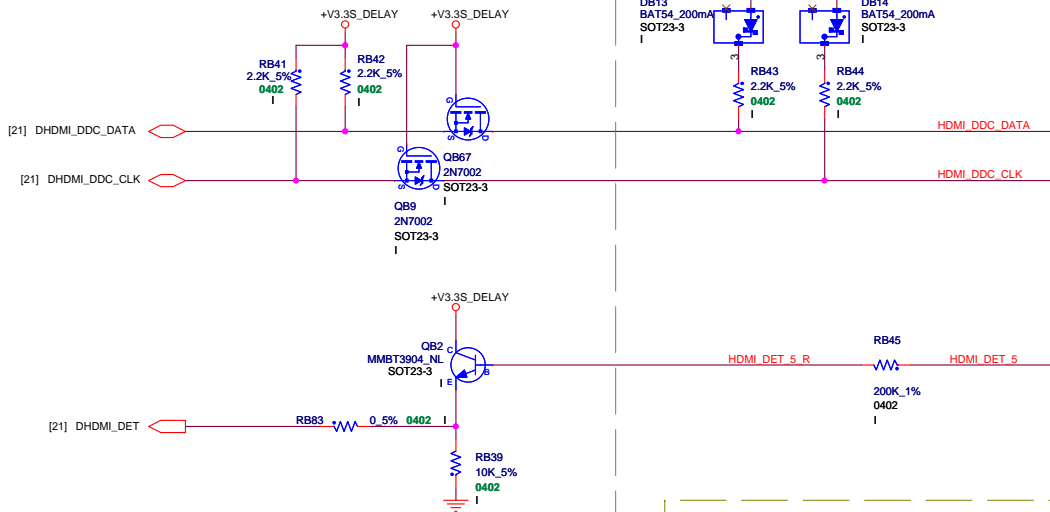 DB13
BAT54_200mA
SOT23-3
I
DB14
BAT54_200mA
SOT23-3
I
+V3.3S_DELAY
+V3.3S_DELAY
RB41
2.2K_5%
0402
I
RB42
2.2K_5%
0402
I
3
3
RB43
2.2K_5%
0402
I
RB44
2.2K_5%
0402
I
G
S
D
[21] DHDMI_DDC_DATA
HDMI_DDC_DATA
G
S
D
QB67
2N7002
SOT23-3
I
[21] DHDMI_DDC_CLK
HDMI_DDC_CLK
QB9
2N7002
SOT23-3
I
+V3.3S_DELAY
QB2
MMBT3904_NL
SOT23-3
I
C
B
E
HDMI_DET_5_R
RB45
HDMI_DET_5
200K_1%
0402
I
[21] DHDMI_DET
RB83
0_5%
0402
I
RB39
10K_5%
0402
I